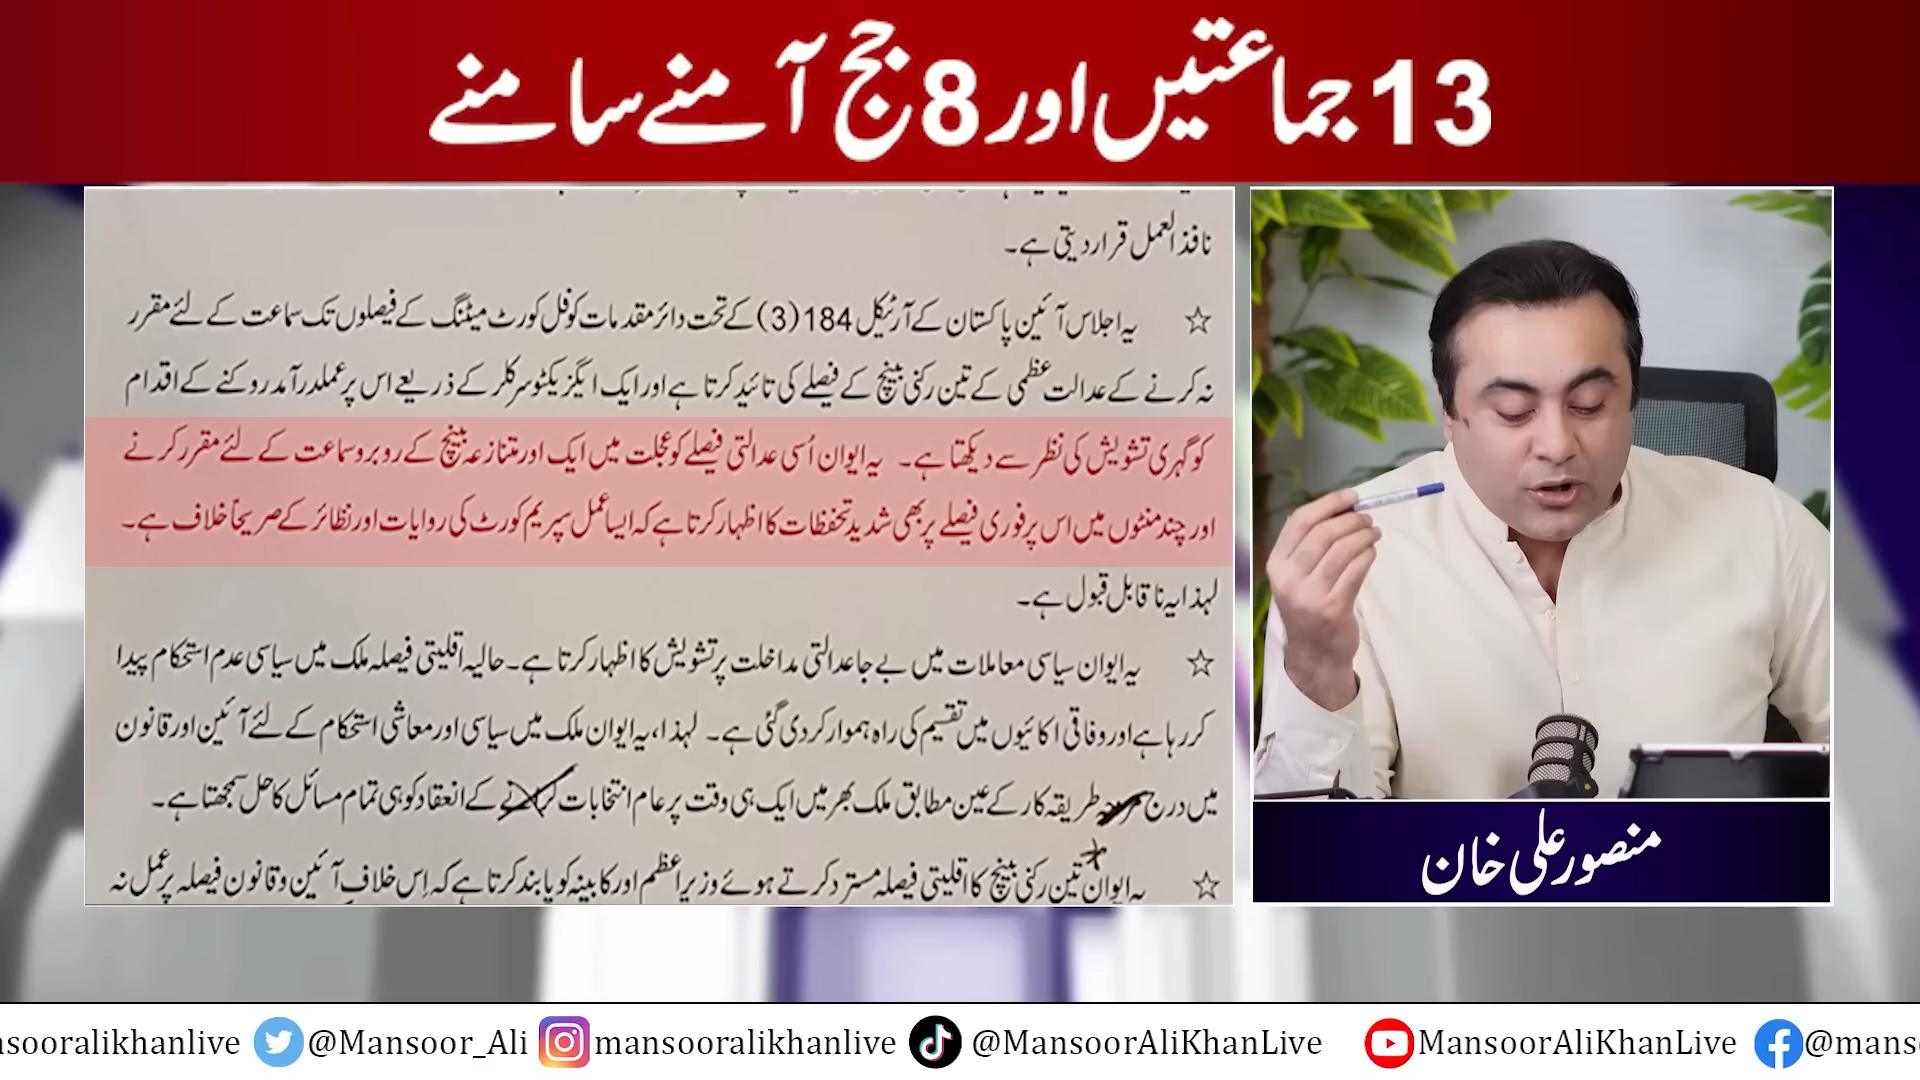 13 جماعتیں اور 8 جج آمنے سامنے
نافذ العمل قرار دیتی ہے۔
☆ یہ اجلاس آئین پاکستان کے آرٹیکل 184(3) کے تحت دائر مقدمات کو فل کورٹ میٹنگ کے فیصلوں تک سماعت کے لئے مقرر
نہ کرنے کے عدالت عظمی کے تین رکنی بینچ کے فیصلے کی تائید کرتا ہے اور ایک ایگزیکٹو سرکلر کے ذریعے اس پر عملدرآمد روکنے کے اقدام
کو گہری تشویش کی نظر سے دیکھتا ہے۔ یہ ایوان اُسی عدالتی فیصلے کو عجلت میں ایک اور متنازعہ بینچ کے روبرو سماعت کے لئے مقرر کرنے
اور چند منٹوں میں اس پر فوری فیصلے پر بھی شدید تحفظات کا اظہار کرتا ہے کہ ایسا عمل سپریم کورٹ کی روایات اور نظائر کے صریحاً خلاف ہے۔
لہذا یہ ناقابل قبول ہے۔
☆ یہ ایوان سیاسی معاملات میں بے جا عدالتی مداخلت پر تشویش کا اظہار کرتا ہے۔ حالیہ اقلیتی فیصلہ ملک میں سیاسی عدم استحکام پیدا
کر رہا ہے اور وفاقی اکائیوں میں تقسیم کی راہ ہموار کر دی گئی ہے۔ لہذا، یہ ایوان ملک میں سیاسی اور معاشی استحکام کے لئے آئین اور قانون
میں درج طریقہ کار کے عین مطابق ملک بھر میں ایک ہی وقت پر عام انتخابات کے انعقاد کو ہی تمام مسائل کا حل سمجھتا ہے۔
☆ یہ ایوان تین رکنی بینچ کا اقلیتی فیصلہ مسترد کرتے ہوئے وزیراعظم اور کابینہ کو پابند کرتا ہے کہ اِس خلافِ آئین و قانون فیصلہ پر عمل نہ
منصور علی خان
nsooralikhanlive @Mansoor_Ali mansooralikhanlive @MansoorAliKhanLive MansoorAliKhanLive @manso